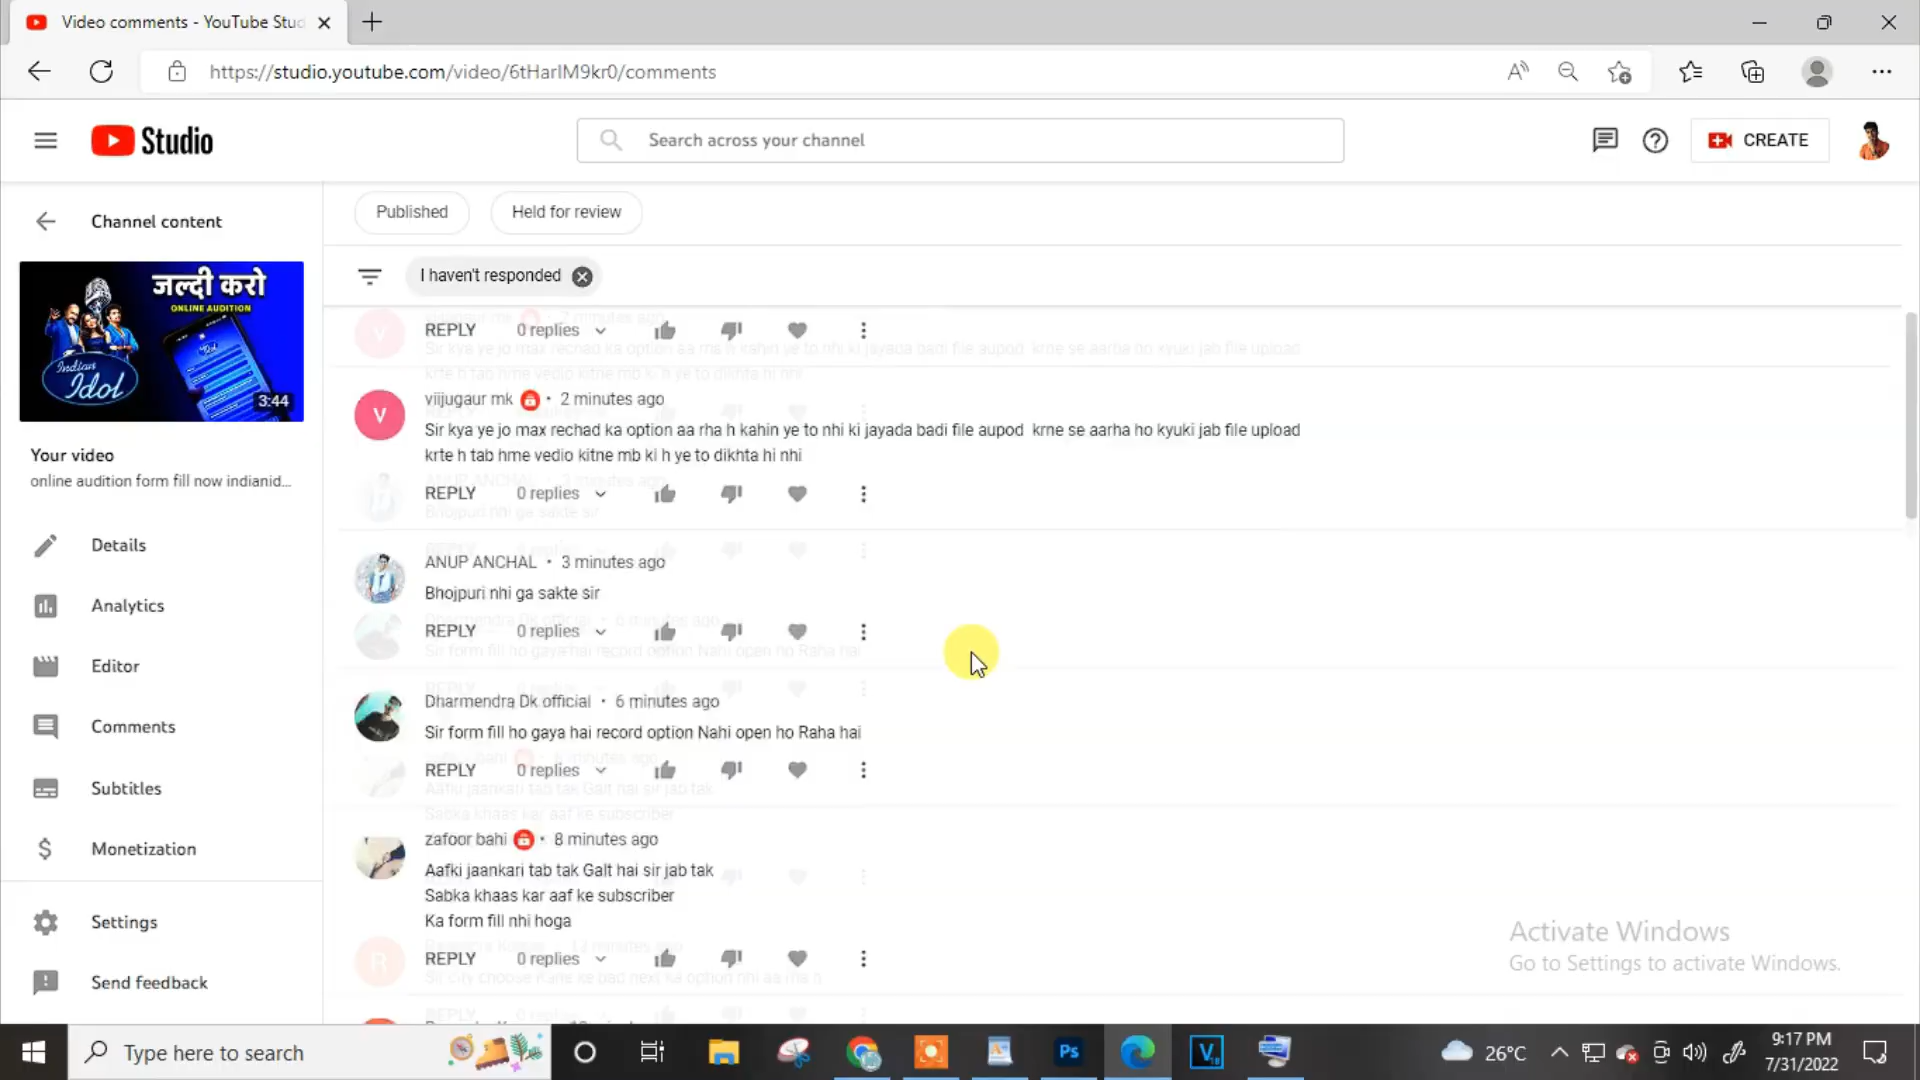 Video comments - YouTube Stu
https://studio.youtube.com/video/6tHarIM9kr0/comments
Studio
Search across your channel
CREATE
Channel content
Published
Held for review
I haven't responded
जल्दी करो
ONLINE AUDITION
Indian
Idol
3:44
Your video
online audition form fill now indianid...
Details
Analytics
Editor
Comments
Subtitles
Monetization
Settings
Send feedback
REPLY 0 replies
V
viijugaur mk • 2 minutes ago
Sir kya ye jo max rechad ka option aa rha h kahin ye to nhi ki jayada badi file aupod krne se aarha ho kyuki jab file upload
krte h tab hme vedio kitne mb ki h ye to dikhta hi nhi
REPLY 0 replies
ANUP ANCHAL • 3 minutes ago
Bhojpuri nhi ga sakte sir
REPLY 0 replies
Dharmendra Dk official • 6 minutes ago
Sir form fill ho gaya hai record option Nahi open ho Raha hai
REPLY 0 replies
zafoor bahi • 8 minutes ago
Aafki jaankari tab tak Galt hai sir jab tak
Sabka khaas kar aaf ke subscriber
Ka form fill nhi hoga
REPLY 0 replies
Activate Windows
Go to Settings to activate Windows.
Type here to search
Ps
V
26°C
9:17 PM
7/31/2022